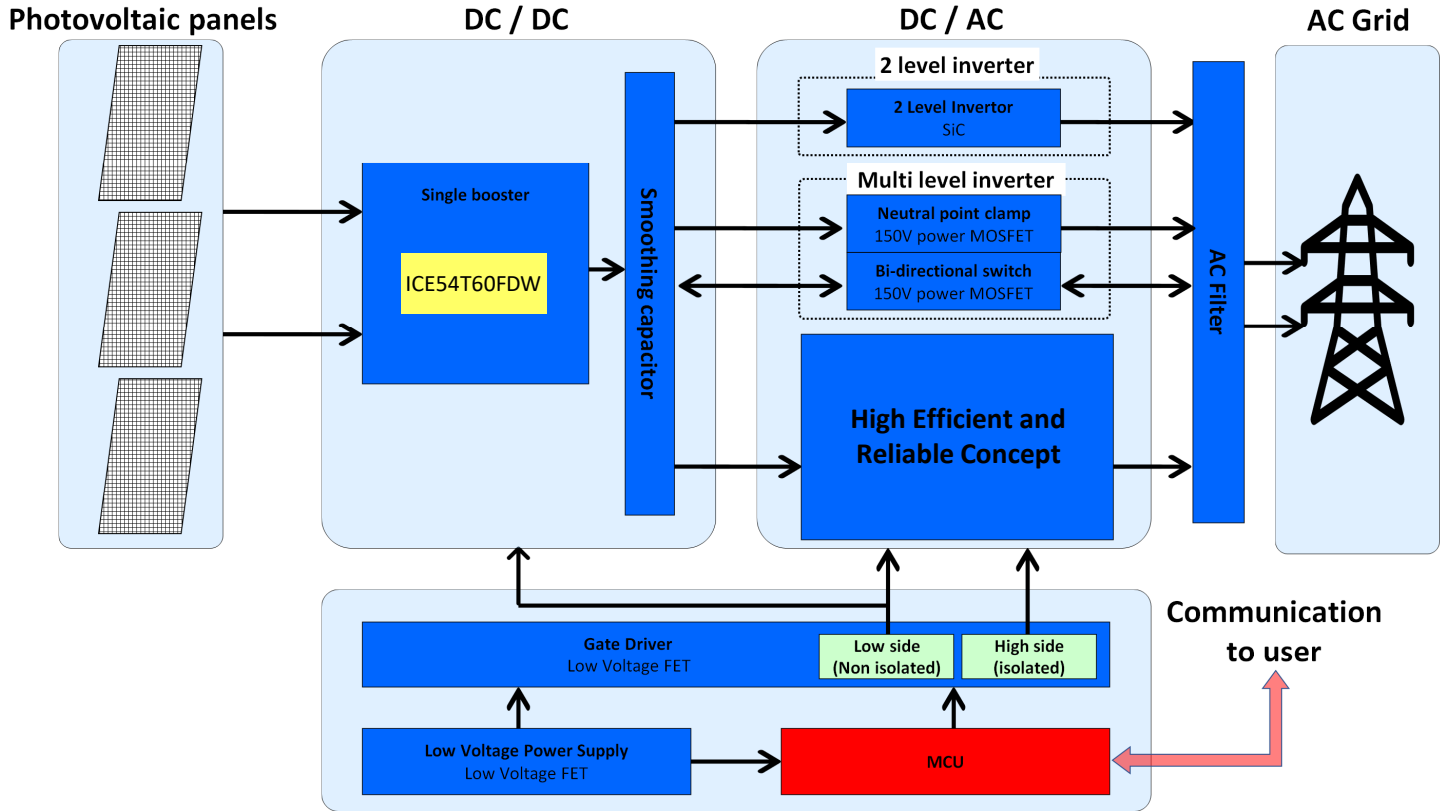 Photovoltaic panels
DC / DC
DC / AC
AC Grid
2 level inverter
2 Level Invertor
SiC
Single booster
ICE54T60FDW
Smoothing capacitor
Multi level inverter
Neutral point clamp
150V power MOSFET
Bi-directional switch
150V power MOSFET
High Efficient and
Reliable Concept
AC Filter
Gate Driver
Low Voltage FET
Low side
(Non isolated)
High side
(isolated)
Low Voltage Power Supply
Low Voltage FET
MCU
Communication
to user